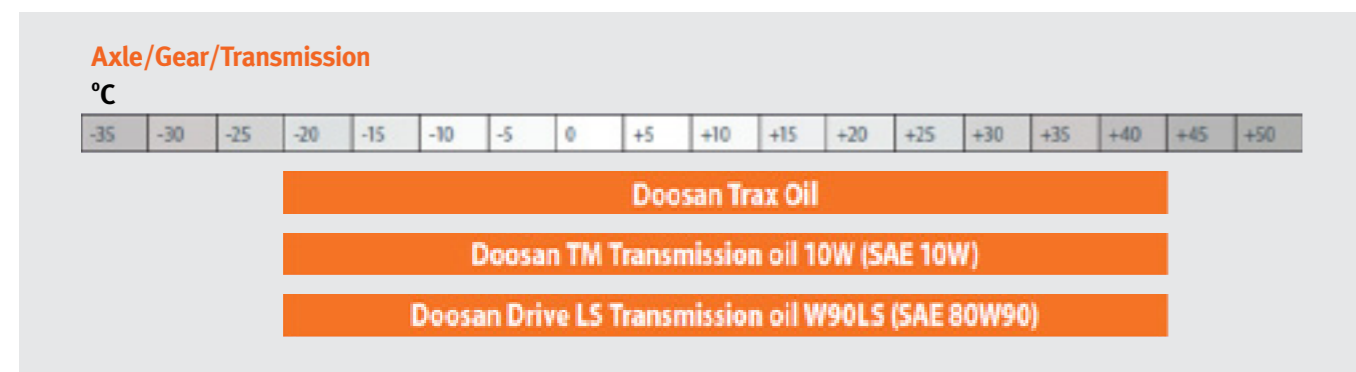 Axle/Gear/Transmission
°C
-35 -30 -25 -20 -15 -10 -5 0 +5 +10 +15 +20 +25 +30 +35 +40 +45 +50
Doosan Trax Oil
Doosan TM Transmission oil 10W (SAE 10W)
Doosan Drive LS Transmission oil W90LS (SAE 80W90)